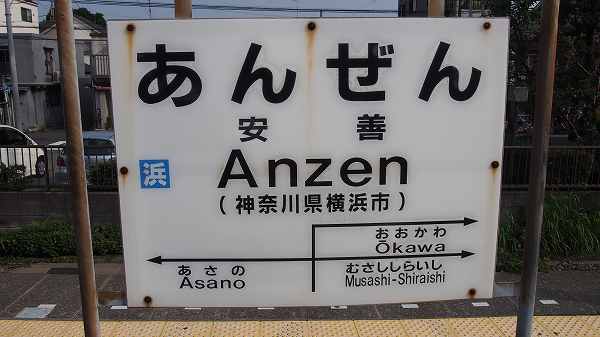 あんぜん
安善
浜
Anzen
(神奈川県横浜市)
おおかわ
Ōkawa
あさの
Asano
むさししらいし
Musashi-Shiraishi